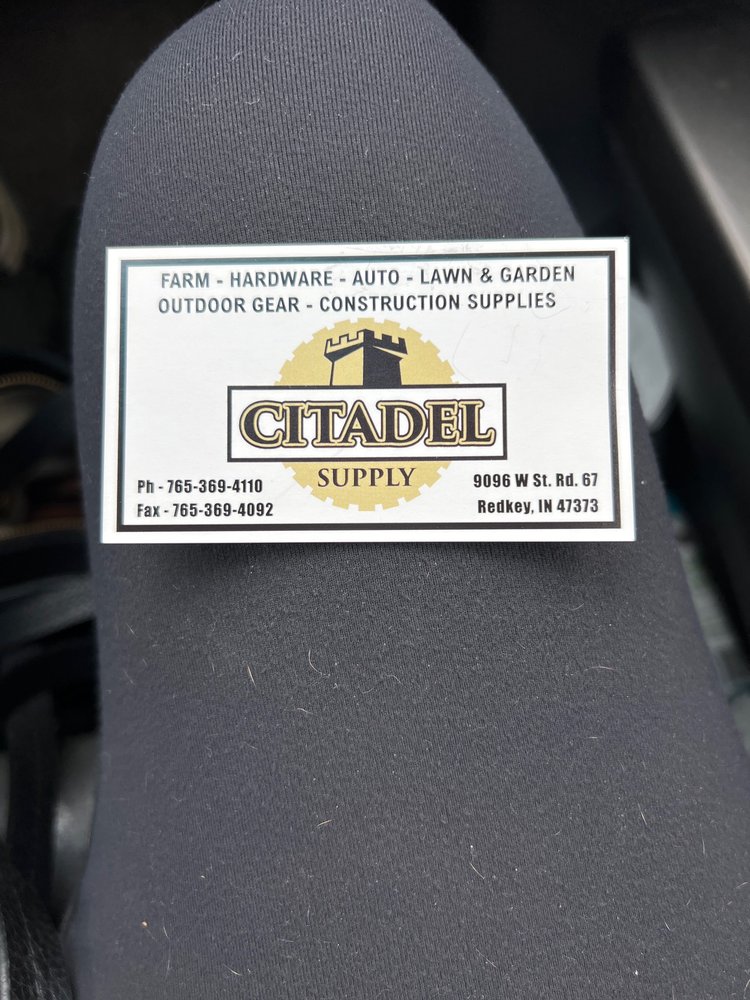 FARM - HARDWARE - AUTO - LAWN & GARDEN
OUTDOOR GEAR - CONSTRUCTION SUPPLIES
CITADEL
SUPPLY
Ph - 765-369-4110
Fax - 765-369-4092
9096 W St. Rd. 67
Redkey, IN 47373